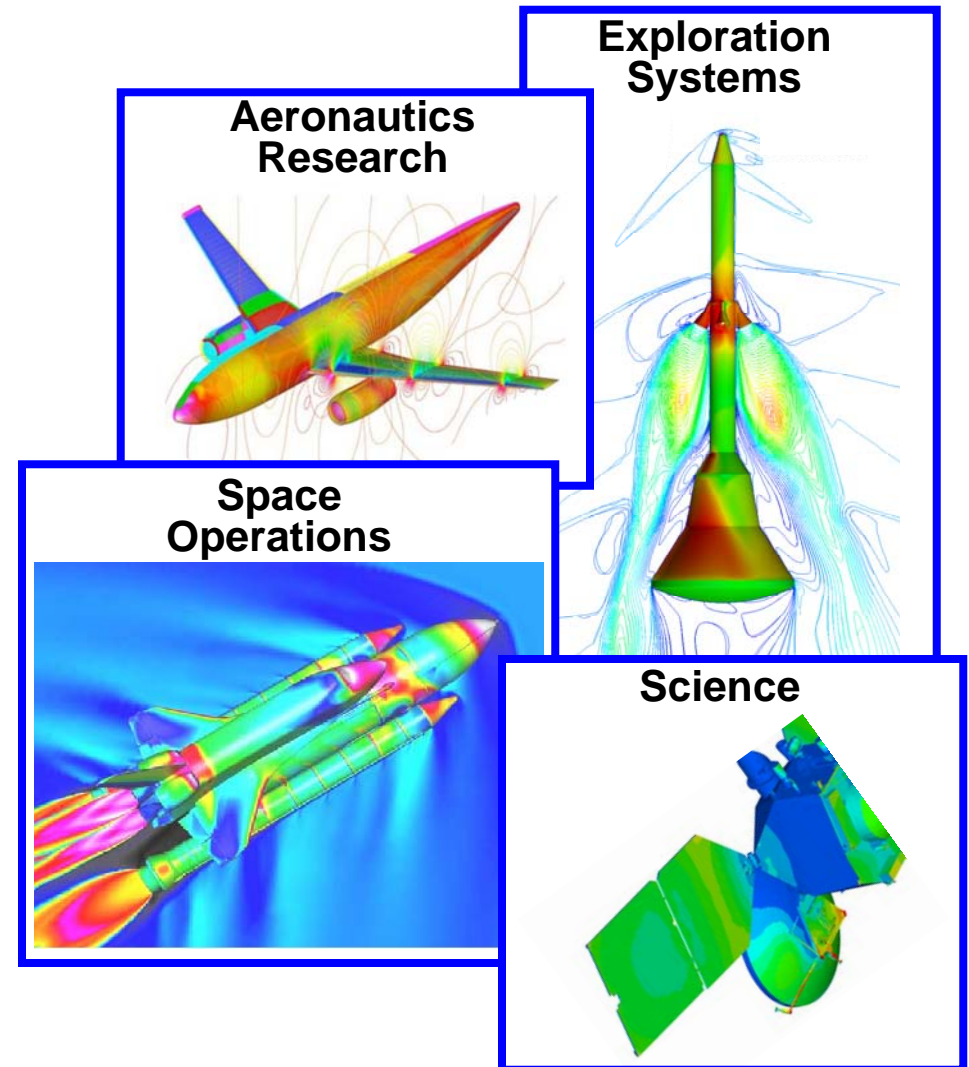 Exploration
Systems
Aeronautics
Research
Space
Operations
Science